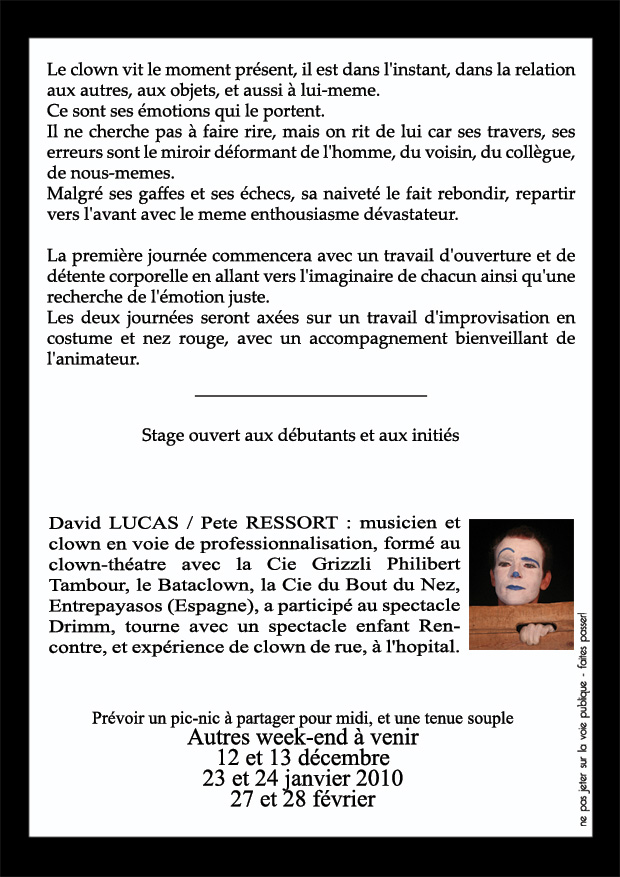 Le clown vit le moment présent, il est dans l'instant, dans la relation
aux autres, aux objets, et aussi à lui-meme.
Ce sont ses émotions qui le portent.
Il ne cherche pas à faire rire, mais on rit de lui car ses travers, ses
erreurs sont le miroir déformant de l'homme, du voisin, du collègue,
de nous-memes.
Malgré ses gaffes et ses échecs, sa naiveté le fait rebondir, repartir
vers l'avant avec le meme enthousiasme dévastateur.
La première journée commencera avec un travail d'ouverture et de
détente corporelle en allant vers l'imaginaire de chacun ainsi qu'une
recherche de l'émotion juste.
Les deux journées seront axées sur un travail d'improvisation en
costume et nez rouge, avec un accompagnement bienveillant de
l'animateur.
Stage ouvert aux débutants et aux initiés
David LUCAS / Pete RESSORT : musicien et
clown en voie de professionnalisation, formé au
clown-théatre avec la Cie Grizzli Philibert
Tambour, le Bataclown, la Cie du Bout du Nez,
Entrepayasos (Espagne), a participé au spectacle
Drimm, tourne avec un spectacle enfant Ren-
contre, et expérience de clown de rue, à l'hopital.
Prévoir un pic-nic à partager pour midi, et une tenue souple
Autres week-end à venir
12 et 13 décembre
23 et 24 janvier 2010
27 et 28 février
ne pas jeter sur la voie publique - faites passer!